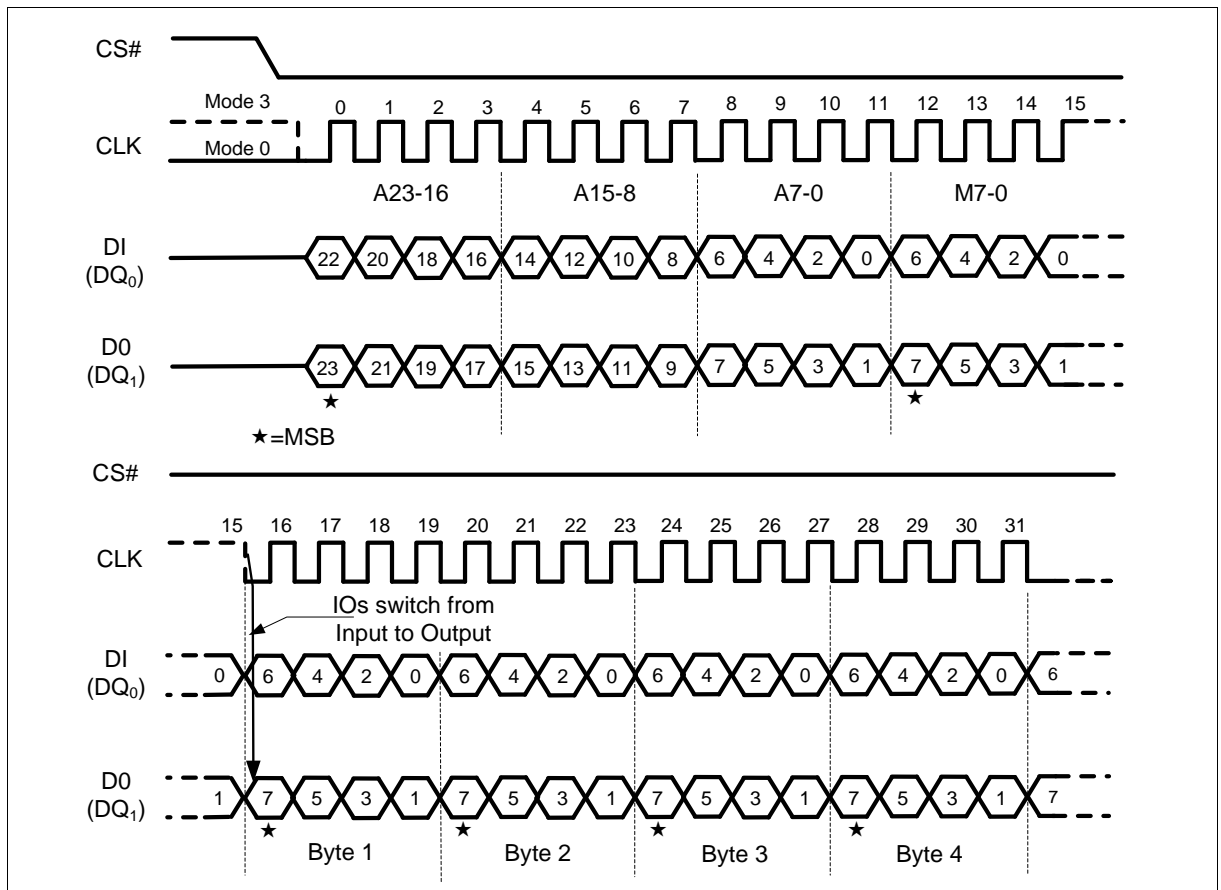 CS#
Mode 3
0 1 2 3 4 5 6 7 8 9 10 11 12 13 14 15
CLK
Mode 0
A23-16 A15-8 A7-0 M7-0
DI
(DQ0)
22 20 18 16 14 12 10 8 6 4 2 0 6 4 2 0
D0
(DQ1)
23 21 19 17 15 13 11 9 7 5 3 1 7 5 3 1
★ ★
★=MSB
CS#
15 16 17 18 19 20 21 22 23 24 25 26 27 28 29 30 31
CLK
IOs switch from
Input to Output
DI
(DQ0)
0 6 4 2 0 6 4 2 0 6 4 2 0 6 4 2 0 6
D0
(DQ1)
1 7 5 3 1 7 5 3 1 7 5 3 1 7 5 3 1 7
★ ★ ★ ★
Byte 1 Byte 2 Byte 3 Byte 4